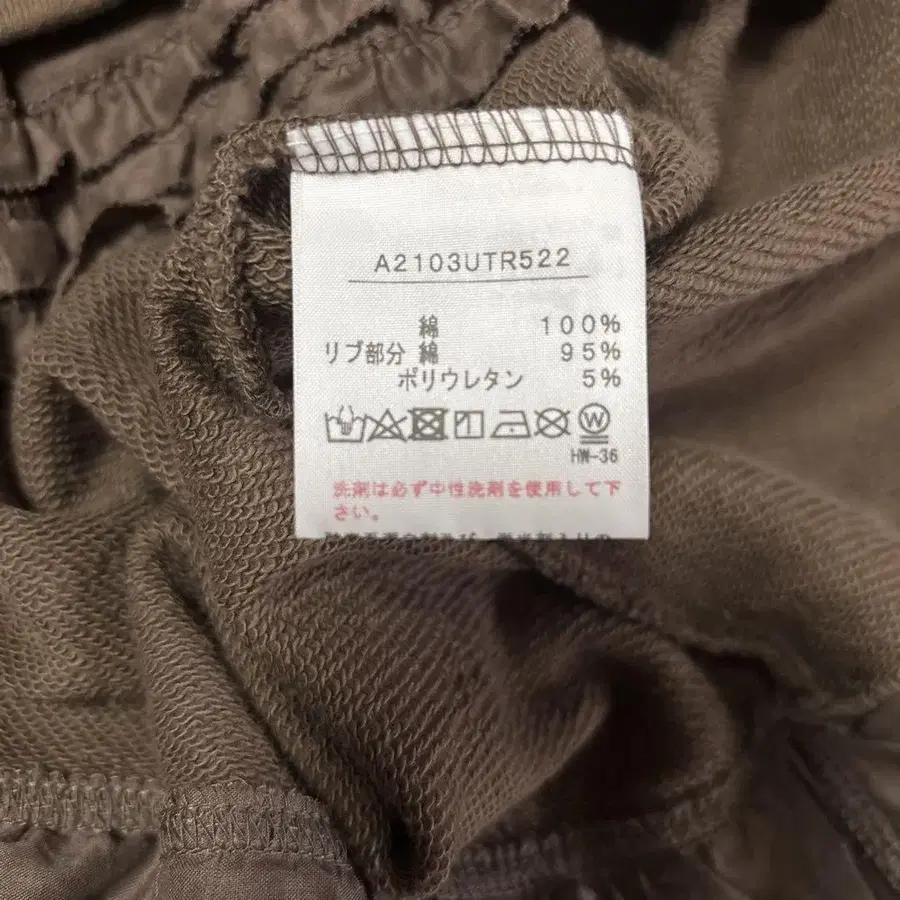 A2103UTR522
綿 100%
リブ部分 綿 95%
ポリウレタン 5%
W
HW-36
洗剤は必ず中性洗剤を使用して下
さい。